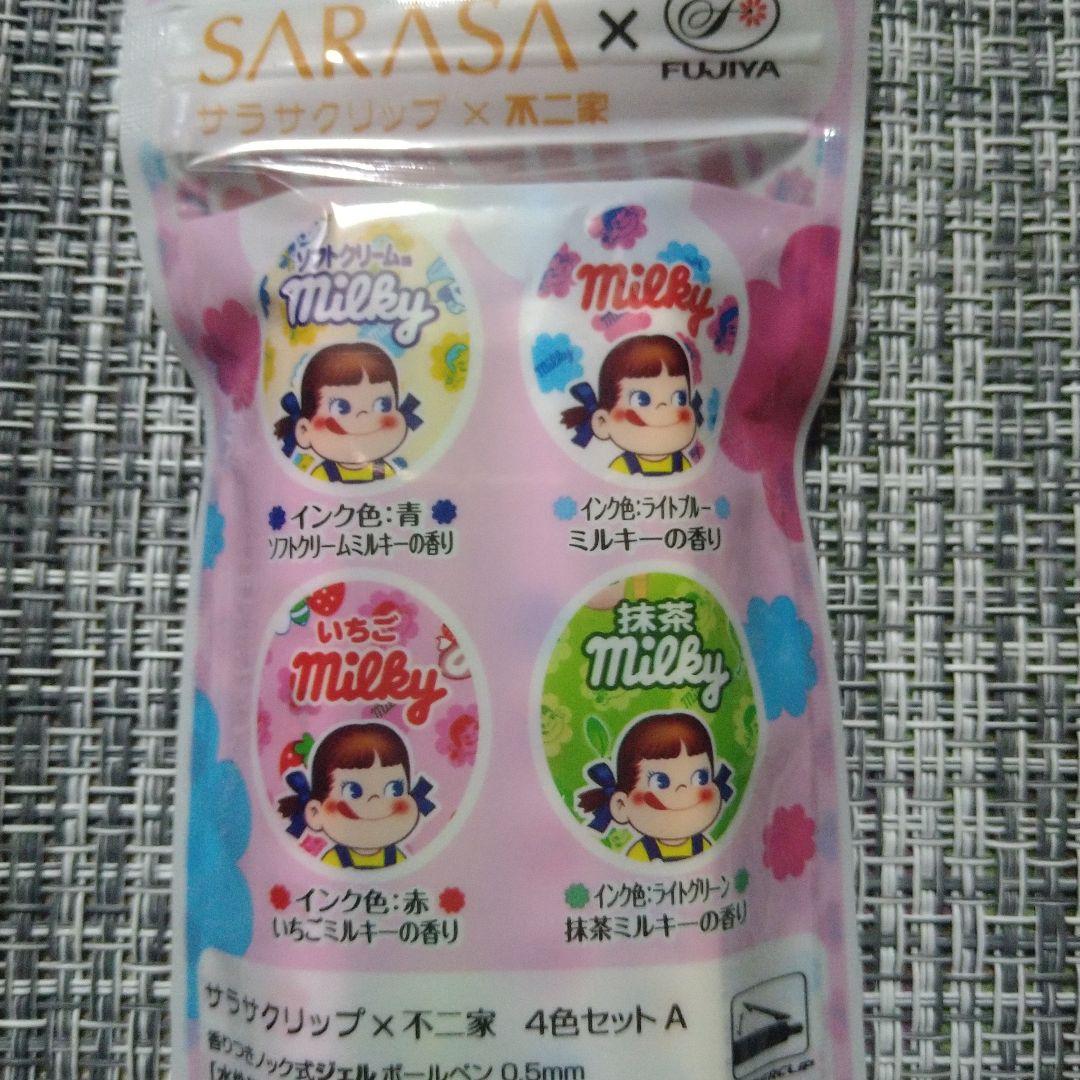 SARASA × FUJIYA
サラサクリップ × 不二家
ソフトクリーム味
milky
milky
インク色:青
ソフトクリームミルキーの香り
インク色:ライトブルー
ミルキーの香り
いちご
milky
抹茶
milky
インク色:赤
いちごミルキーの香り
インク色:ライトグリーン
抹茶ミルキーの香り
サラサクリップ×不二家 4色セットA
香りつきノック式ジェルボールペン 0.5mm